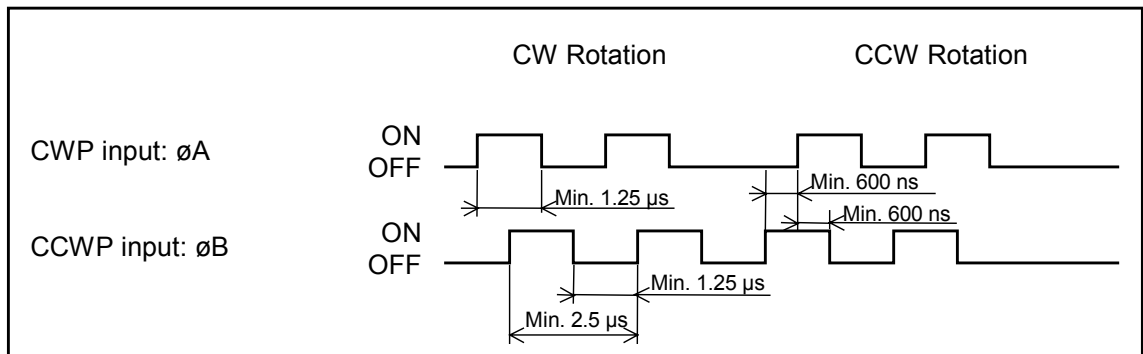 CW Rotation CCW Rotation
CWP input: øA
ON
OFF
Min. 600 ns
Min. 1.25 µs
Min. 600 ns
CCWP input: øB
ON
OFF
Min. 1.25 µs
Min. 2.5 µs